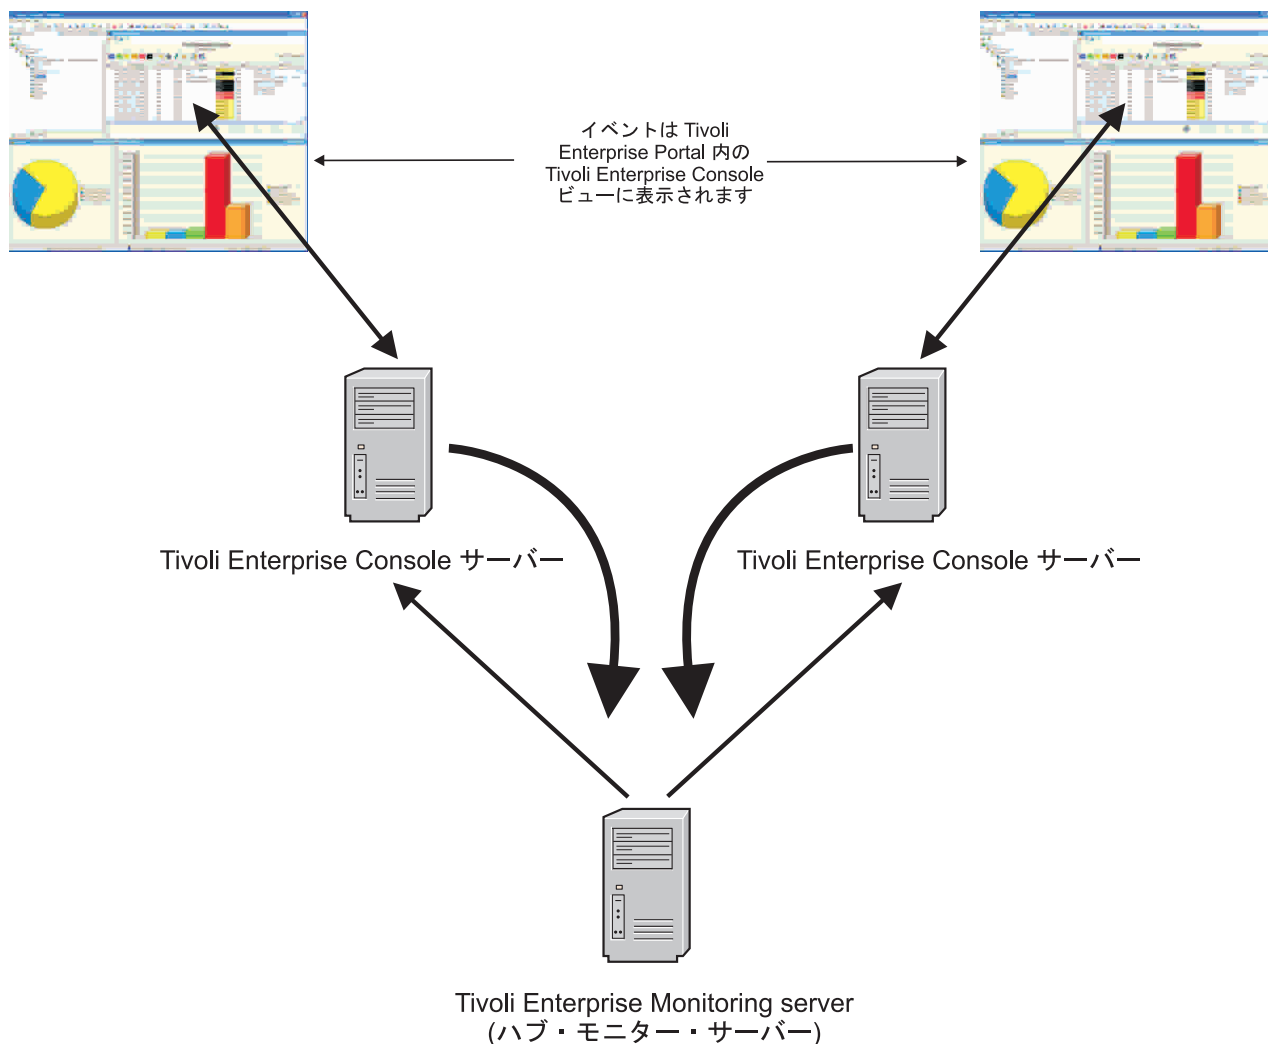 イベントは Tivoli
Enterprise Portal 内の
Tivoli Enterprise Console
ビューに表示されます
Tivoli Enterprise Console サーバー
Tivoli Enterprise Console サーバー
Tivoli Enterprise Monitoring server
(ハブ・モニター・サーバー)